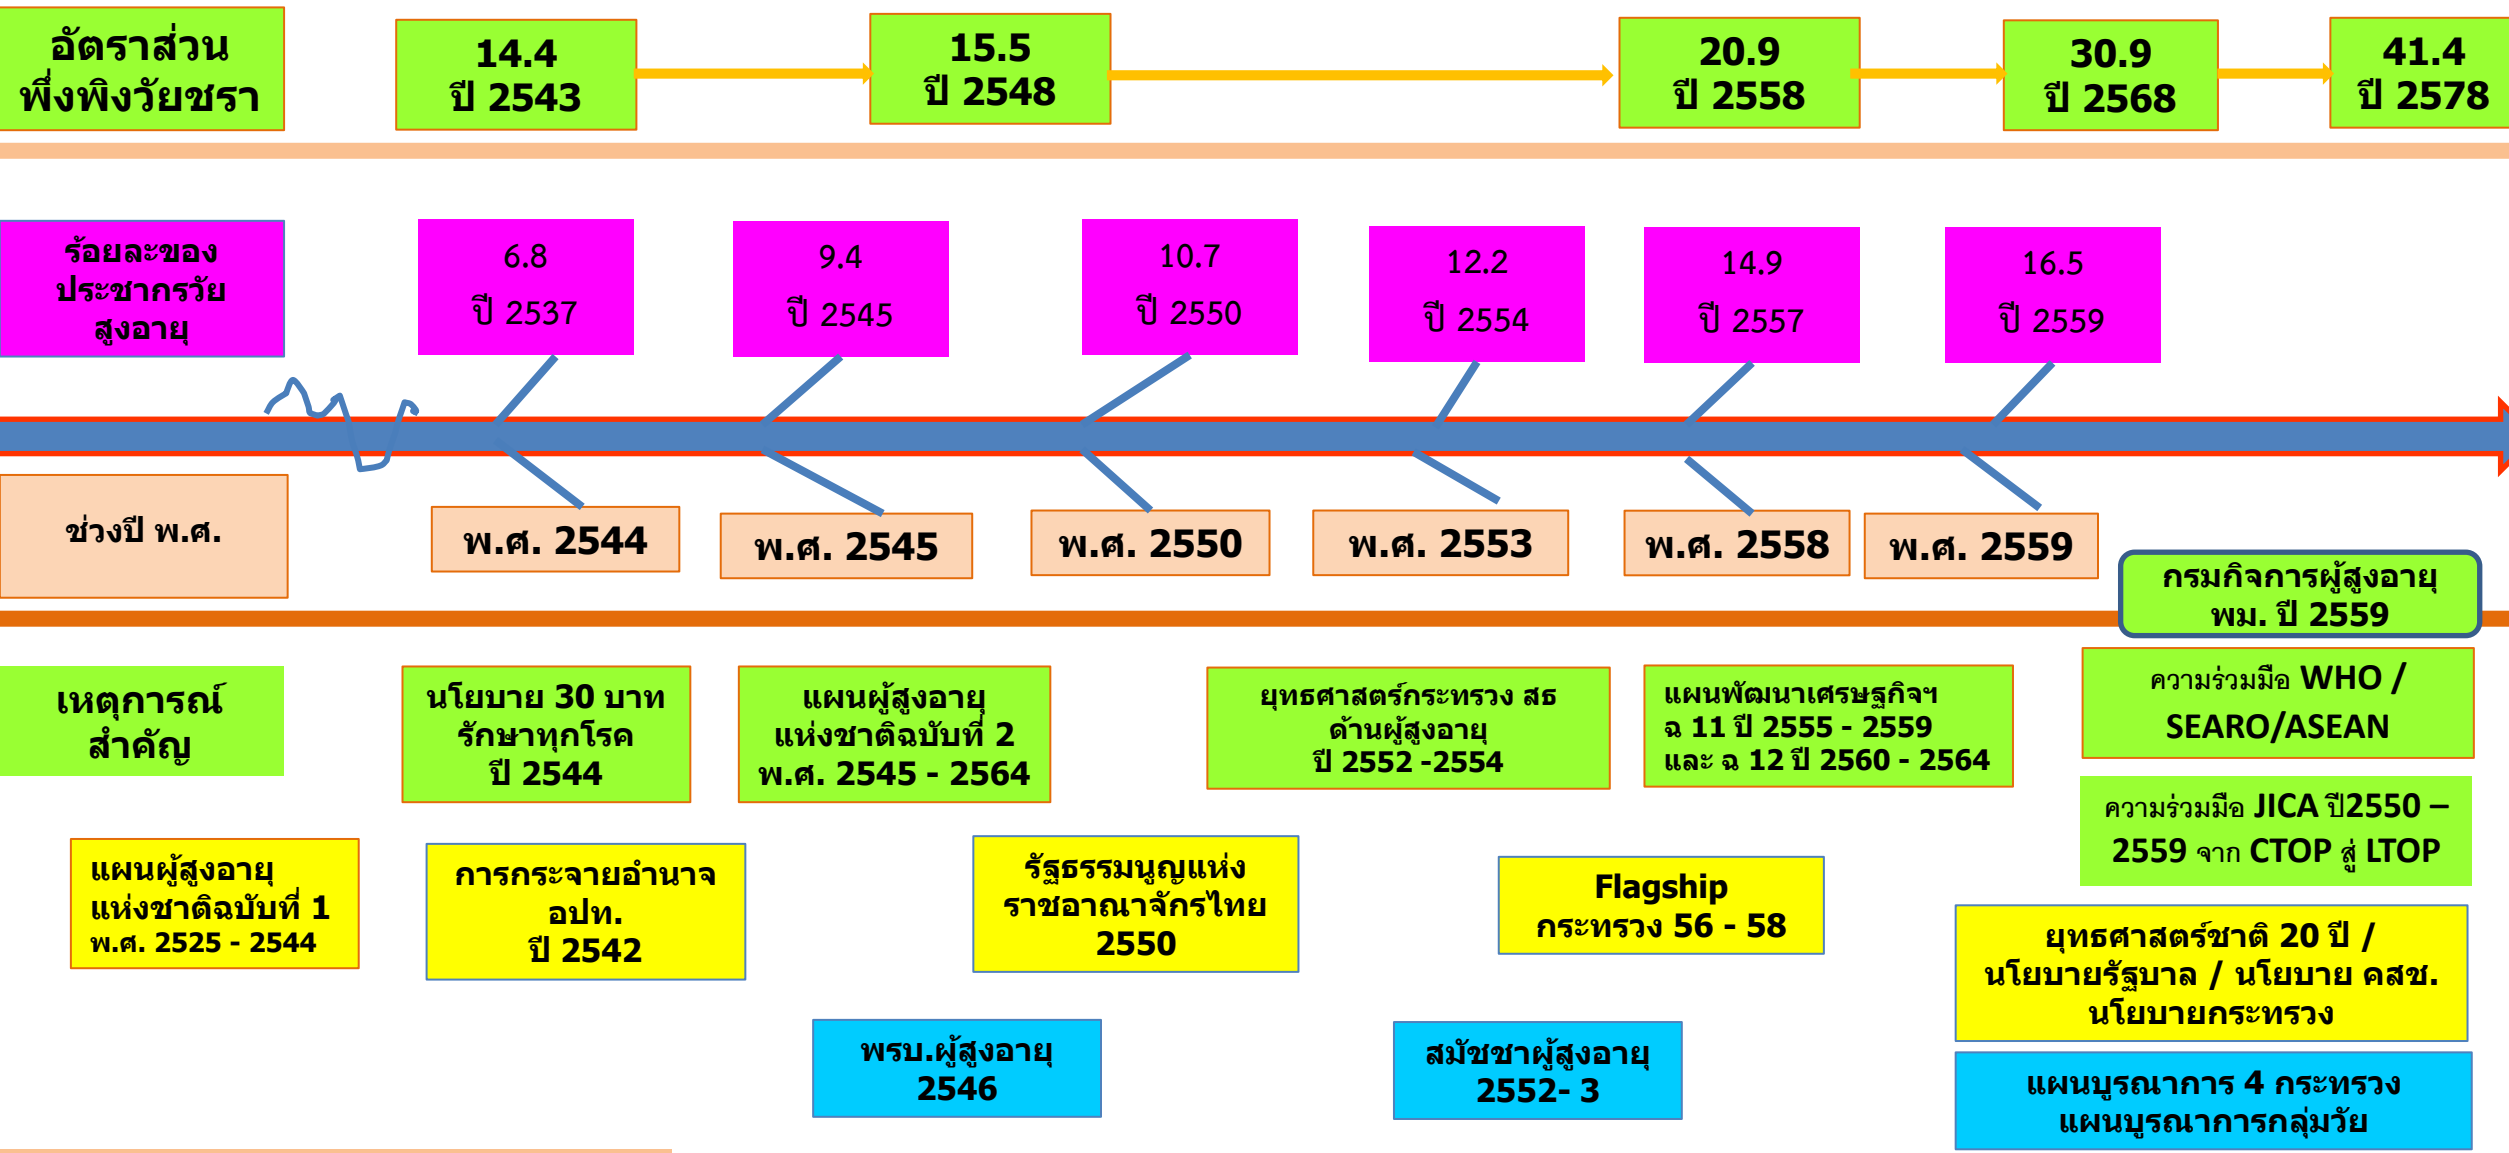 อัตราส่วน
พึ่งพิงวัยชรา
14.4
ปี 2543
15.5
ปี 2548
20.9
ปี 2558
30.9
ปี 2568
41.4
ปี 2578
ร้อยละของ
ประชากรวัย
สูงอายุ
6.8
ปี 2537
9.4
ปี 2545
10.7
ปี 2550
12.2
ปี 2554
14.9
ปี 2557
16.5
ปี 2559
ช่วงปี พ.ศ.
พ.ศ. 2544
พ.ศ. 2545
พ.ศ. 2550
พ.ศ. 2553
พ.ศ. 2558
พ.ศ. 2559
กรมกิจการผู้สูงอายุ
พม. ปี 2559
เหตุการณ์
สำคัญ
นโยบาย 30 บาท
รักษาทุกโรค
ปี 2544
แผนผู้สูงอายุ
แห่งชาติฉบับที่ 2
พ.ศ. 2545 - 2564
ยุทธศาสตร์กระทรวง สธ
ด้านผู้สูงอายุ
ปี 2552 -2554
แผนพัฒนาเศรษฐกิจฯ
ฉ 11 ปี 2555 - 2559
และ ฉ 12 ปี 2560 - 2564
ความร่วมมือ WHO /
SEARO/ASEAN
ความร่วมมือ JICA ปี2550 –
2559 จาก CTOP สู่ LTOP
แผนผู้สูงอายุ
แห่งชาติฉบับที่ 1
พ.ศ. 2525 - 2544
การกระจายอำนาจ
อปท.
ปี 2542
รัฐธรรมนูญแห่ง
ราชอาณาจักรไทย
2550
Flagship
กระทรวง 56 - 58
ยุทธศาสตร์ชาติ 20 ปี /
นโยบายรัฐบาล / นโยบาย คสช.
นโยบายกระทรวง
พรบ.ผู้สูงอายุ
2546
สมัชชาผู้สูงอายุ
2552- 3
แผนบูรณาการ 4 กระทรวง
แผนบูรณาการกลุ่มวัย